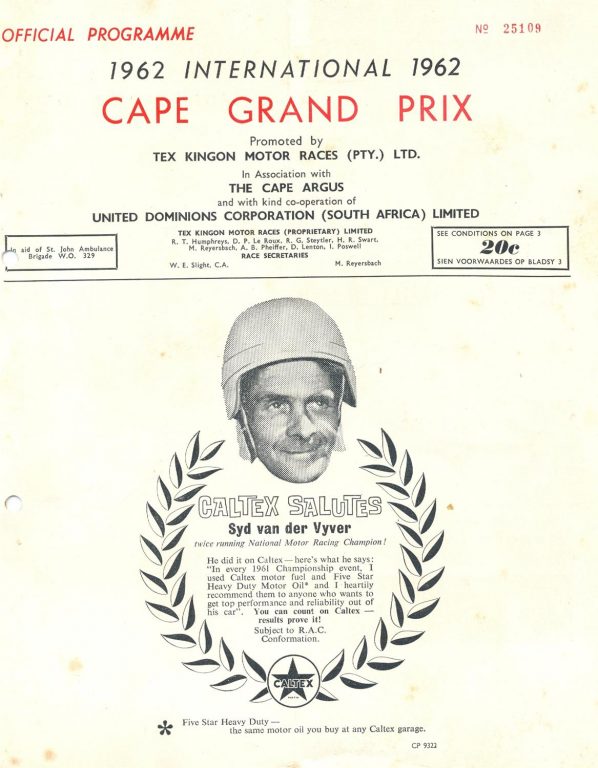 OFFICIAL PROGRAMME
Nº 25109
1962 INTERNATIONAL 1962
CAPE GRAND PRIX
Promoted by
TEX KINGON MOTOR RACES (PTY.) LTD.
In Association with
THE CAPE ARGUS
and with kind co-operation of
UNITED DOMINIONS CORPORATION (SOUTH AFRICA) LIMITED
In aid of St. John Ambulance
Brigade W.O. 329
TEX KINGON MOTOR RACES (PROPRIETARY) LIMITED
R. T. Humphreys, D. P. Le Roux, R. G. Steytler, H. R. Swart,
M. Reyersbach, A. B. Pheiffer, D. Lenton, I. Poswell
RACE SECRETARIES
W. E. Slight, C.A. M. Reyersbach
SEE CONDITIONS ON PAGE 3
20c
SIEN VOORWAARDES OP BLADSY 3
CALTEX SALUTES
Syd van der Vyver
twice running National Motor Racing Champion!
He did it on Caltex — here's what he says:
"In every 1961 Championship event, I
used Caltex motor fuel and Five Star
Heavy Duty Motor Oil* and I heartily
recommend them to anyone who wants to
get top performance and reliability out of
his car". You can count on Caltex —
results prove it!
Subject to R.A.C.
Conformation.
CALTEX
* Five Star Heavy Duty —
the same motor oil you buy at any Caltex garage.
CP 9322